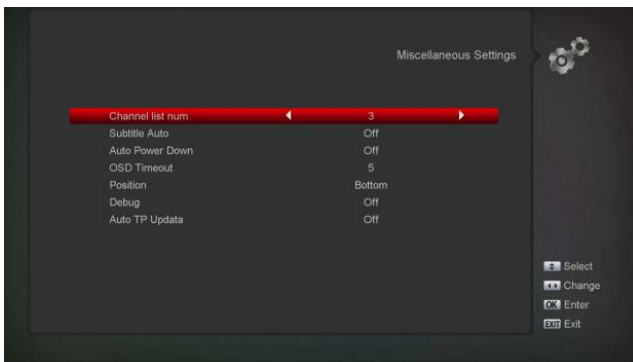 Miscellaneous Settings
Channel list num 3
Subtitle Auto Off
Auto Power Down Off
OSD Timeout 5
Position Bottom
Debug Off
Auto TP Updata Off
Select
Change
OK Enter
EXIT Exit